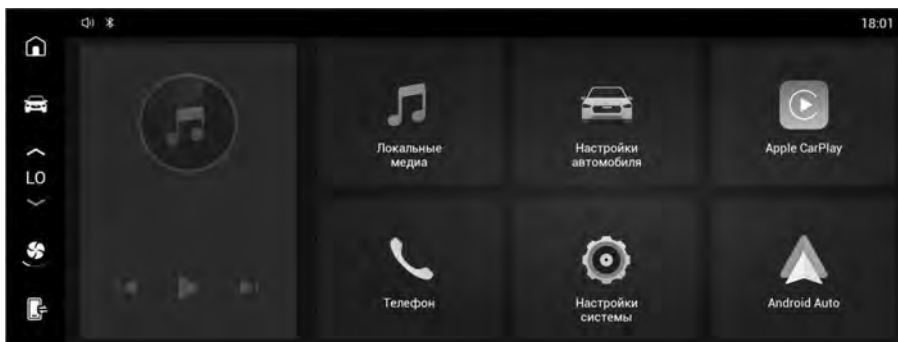 18:01
LO
Локальные
медиа
Настройки
автомобиля
Apple CarPlay
Телефон
Настройки
системы
Android Auto